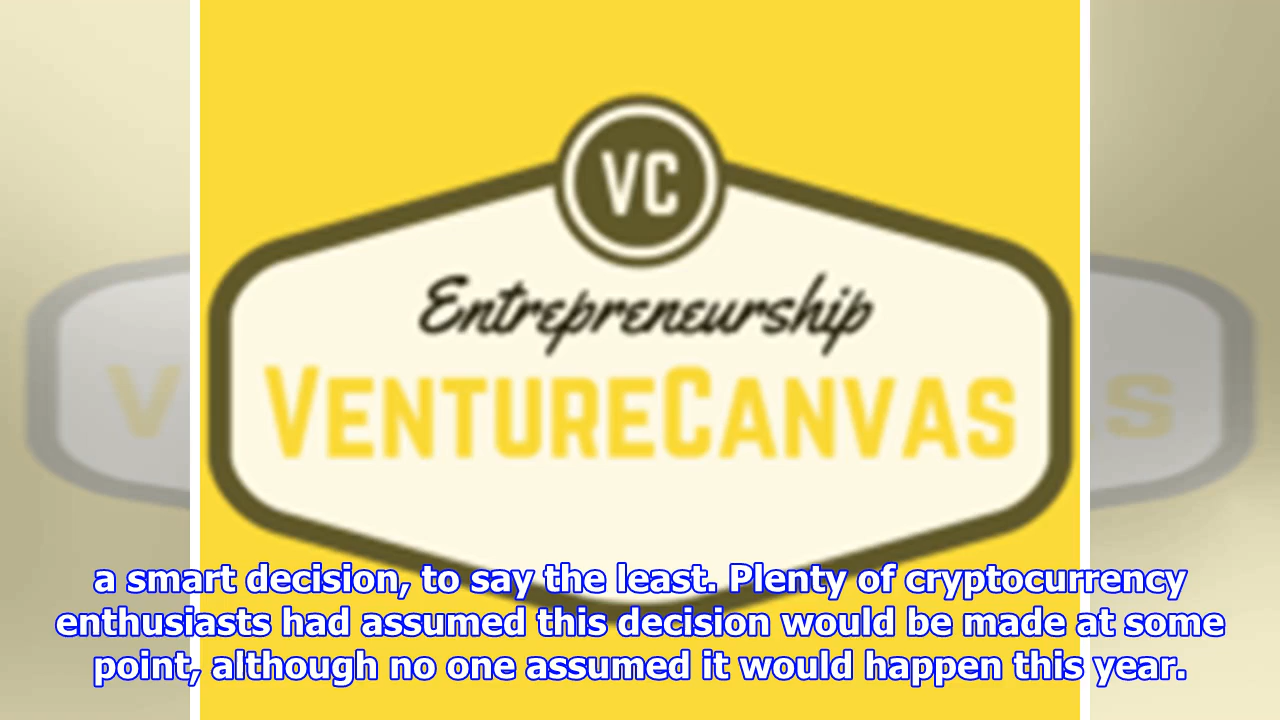 VC
Entrepreneurship
VENTURECANVAS
V
S
a smart decision, to say the least. Plenty of cryptocurrency
enthusiasts had assumed this decision would be made at some
point, although no one assumed it would happen this year.